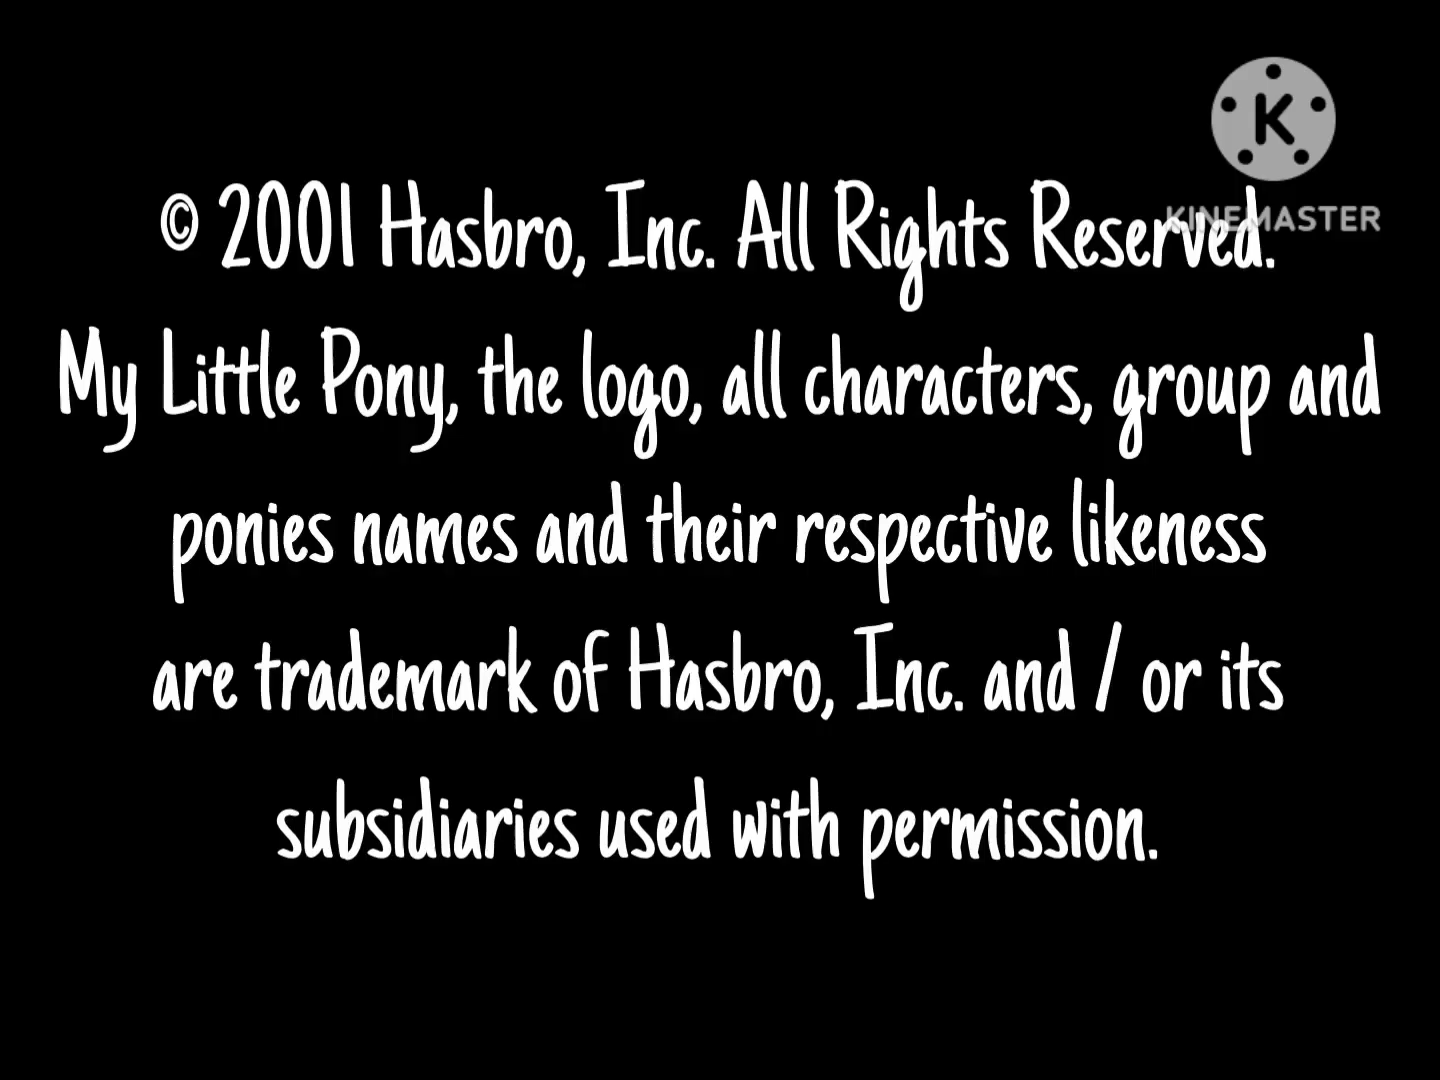 K
KINEMASTER
© 2001 Hasbro, Inc. All Rights Reserved.
My Little Pony, the logo, all characters, group and
ponies names and their respective likeness
are trademark of Hasbro, Inc. and / or its
subsidiaries used with permission.